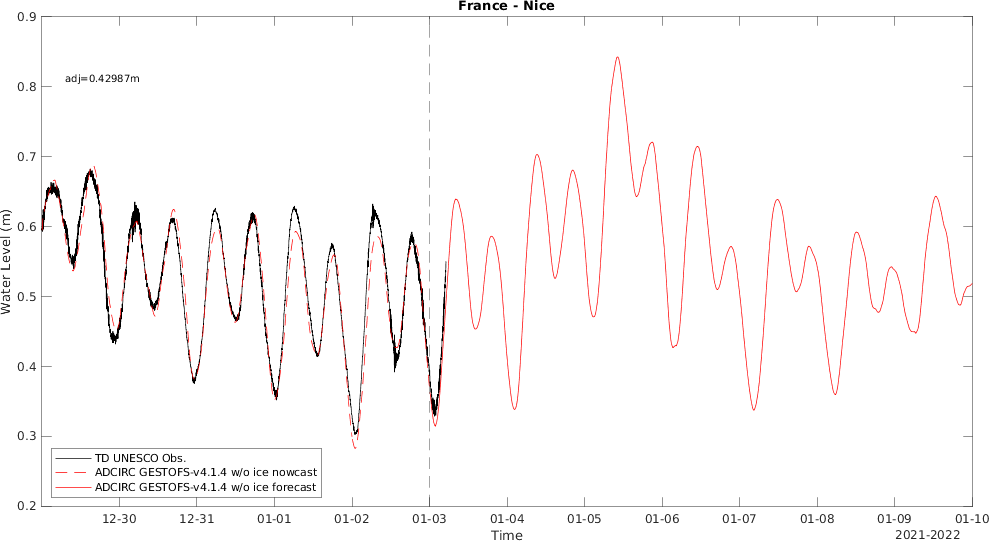 France - Nice
0.9
adj=0.42987m
0.8
0.7
0.6
0.5
0.4
0.3
0.2
Water Level (m)
TD UNESCO Obs.
ADCIRC GESTOFS-v4.1.4 w/o ice nowcast
ADCIRC GESTOFS-v4.1.4 w/o ice forecast
12-30 12-31 01-01 01-02 01-03 01-04 01-05 01-06 01-07 01-08 01-09 01-10
Time
2021-2022